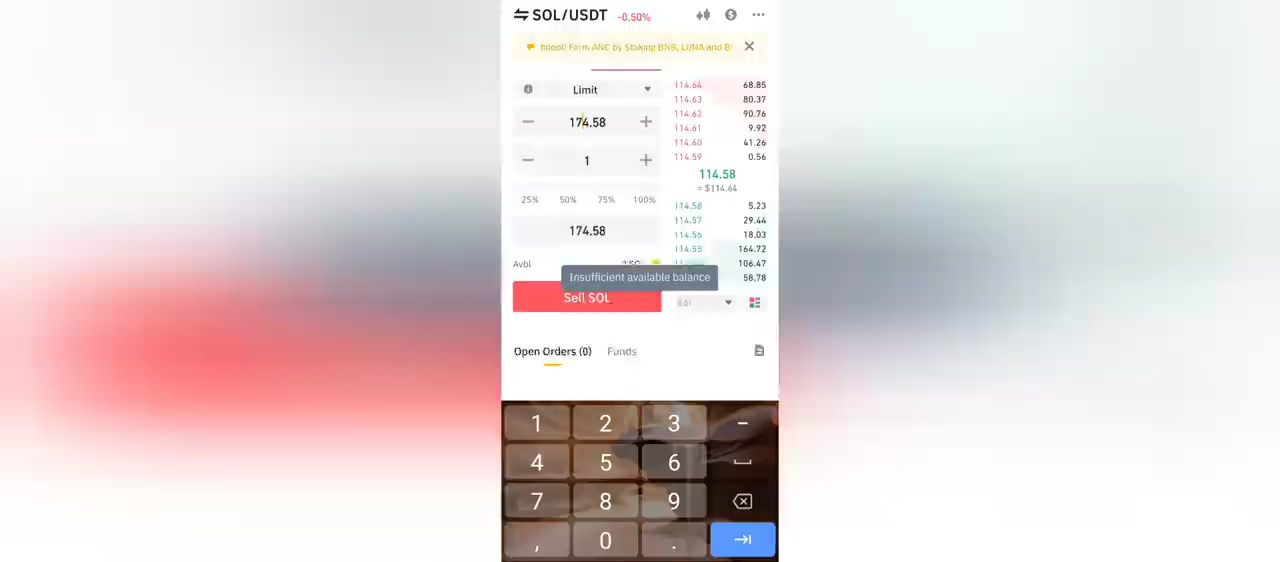 SOL/USDT -0.50%
hoool! Farm ANC by Staking BNB, LUNA and B
Limit
174.58
1
25% 50% 75% 100%
174.58
Avbl
Insufficient available balance
Sell SOL
114.64 68.85
114.63 80.37
114.62 90.76
114.61 9.92
114.60 41.26
114.59 0.56
114.58
≈ $114.64
114.58 5.23
114.57 29.44
114.56 18.03
114.55 164.72
106.47
58.78
0.01
Open Orders (0) Funds
1 2 3 -
4 5 6
7 8 9
, 0 .